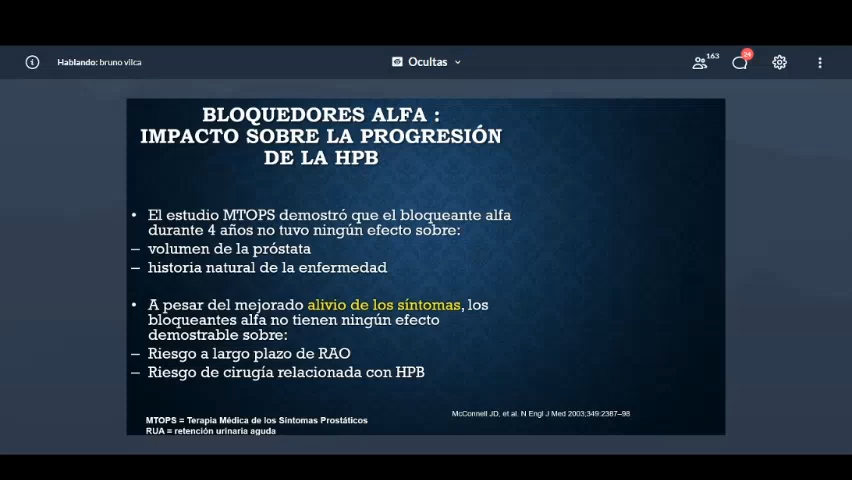 Hablando: bruno vilca
Ocultas
163
24
BLOQUEDORES ALFA :
IMPACTO SOBRE LA PROGRESIÓN
DE LA HPB
• El estudio MTOPS demostró que el bloqueante alfa
durante 4 años no tuvo ningún efecto sobre:
– volumen de la próstata
– historia natural de la enfermedad
• A pesar del mejorado alivio de los síntomas, los
bloqueantes alfa no tienen ningún efecto
demostrable sobre:
– Riesgo a largo plazo de RAO
– Riesgo de cirugía relacionada con HPB
McConnell JD, et al. N Engl J Med 2003;349:2387–98
MTOPS = Terapia Médica de los Síntomas Prostáticos
RUA = retención urinaria aguda